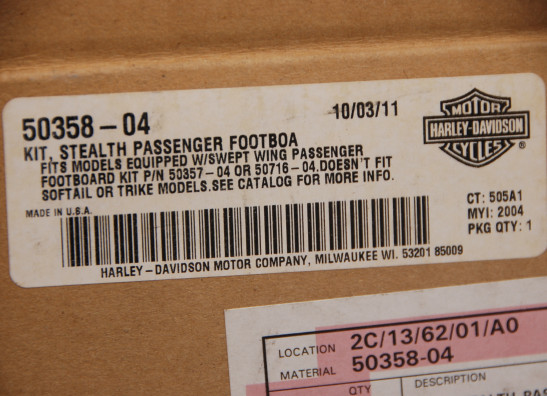 50358-04
10/03/11
KIT, STEALTH PASSENGER FOOTBOA
FITS MODELS EQUIPPED W/SWEPT WING PASSENGER
FOOTBOARD KIT P/N 50357-04 OR 50716-04.DOESN'T FIT
SOFTAIL OR TRIKE MODELS.SEE CATALOG FOR MORE INFO.
MADE IN U.S.A.
MOTOR
HARLEY-DAVIDSON
CYCLES
CT: 505A1
MYI: 2004
PKG QTY: 1
HARLEY-DAVIDSON MOTOR COMPANY, MILWAUKEE WI. 53201 85009
LOCATION 2C/13/62/01/A0
MATERIAL 50358-04
QTY DESCRIPTION